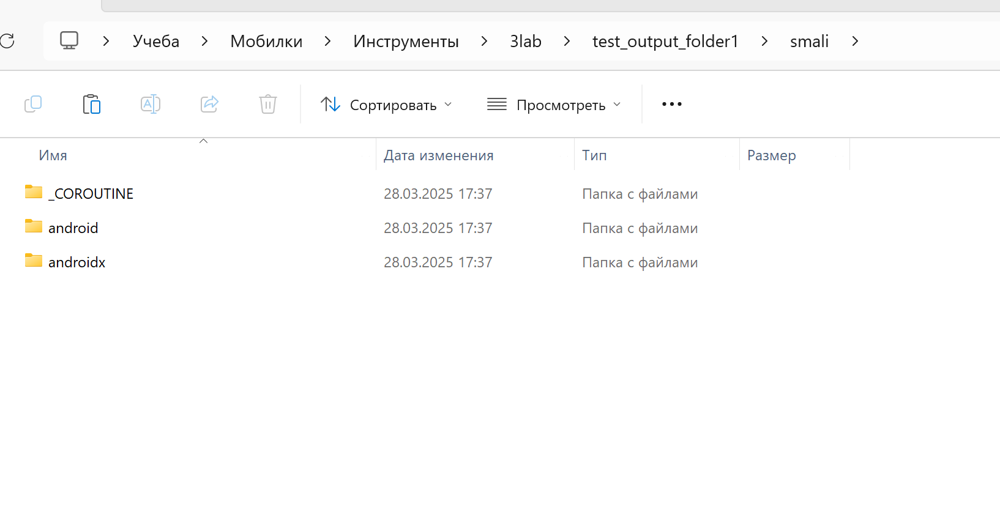 Учеба > Мобилки > Инструменты > 3lab > test_output_folder1 > smali >
Сортировать Просмотреть
Имя Дата изменения Тип Размер
_COROUTINE 28.03.2025 17:37 Папка с файлами
android 28.03.2025 17:37 Папка с файлами
androidx 28.03.2025 17:37 Папка с файлами